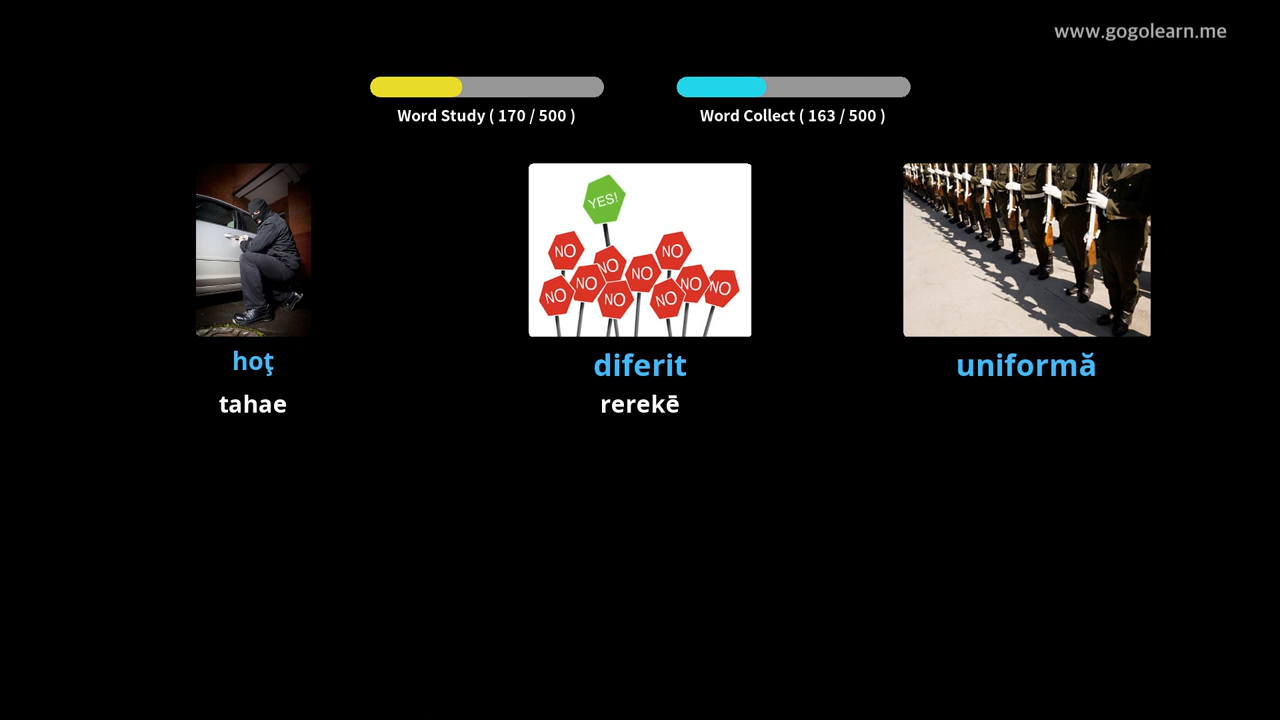 www.gogolearn.me
Word Study ( 170 / 500 )
Word Collect ( 163 / 500 )
YES!
NO
NO
NO
NO
NO
NO
NO
NO
NO
NO
hoţ
diferit
uniformă
tahae
rerekē